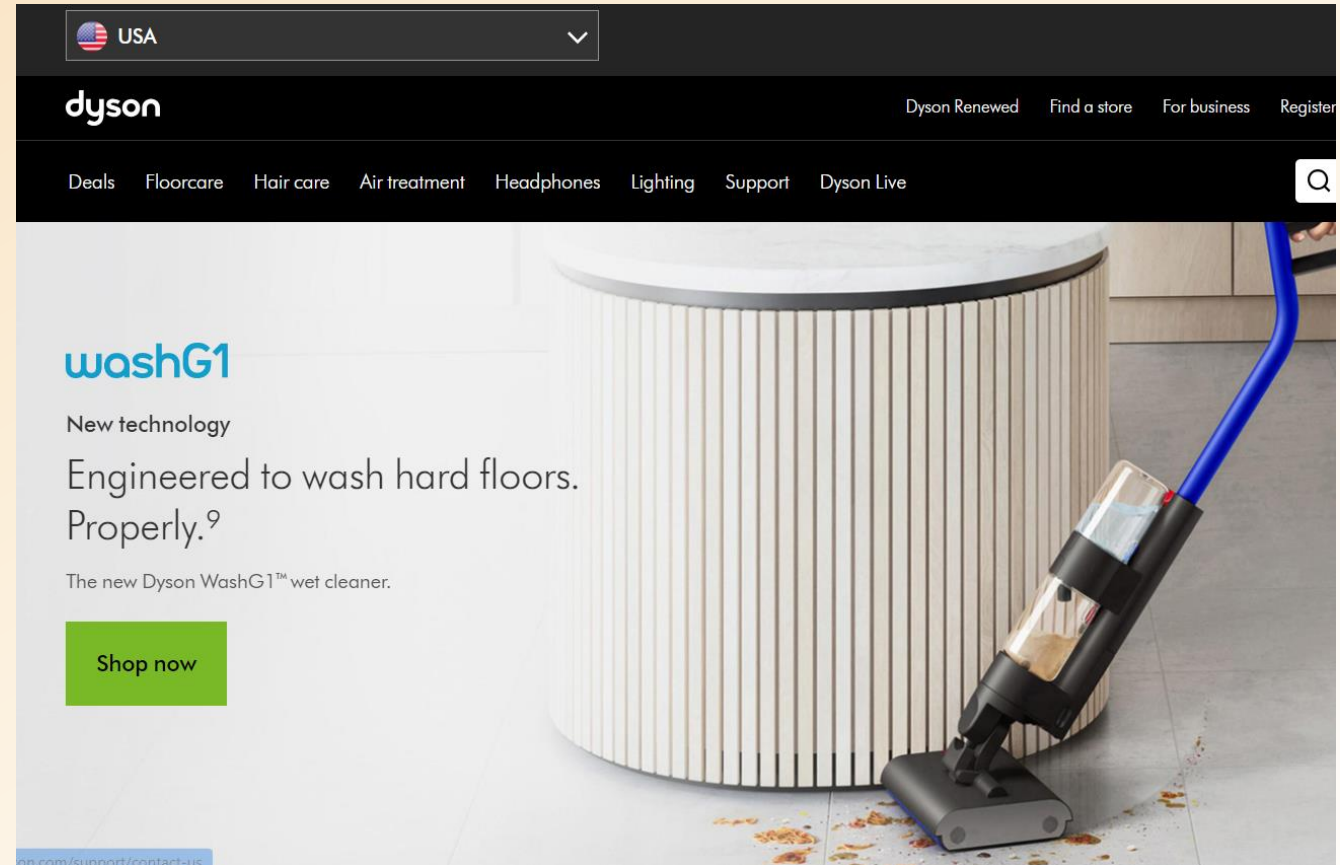 USA
dyson
Dyson Renewed Find a store For business Register
Deals Floorcare Hair care Air treatment Headphones Lighting Support Dyson Live
washG1
New technology
Engineered to wash hard floors.
Properly.⁹
The new Dyson WashG1™ wet cleaner.
Shop now
on.com/support/contact-us